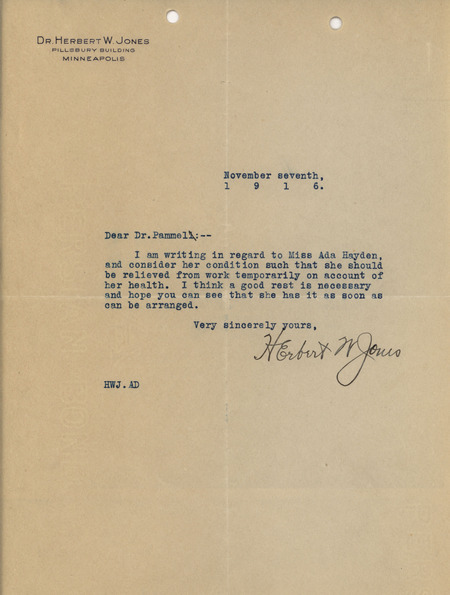 DR. HERBERT W. JONES
PILLSBURY BUILDING
MINNEAPOLIS
November seventh,
1 9 1 6.
Dear Dr. Pammel:--
I am writing in regard to Miss Ada Hayden,
and consider her condition such that she should
be relieved from work temporarily on account of
her health. I think a good rest is necessary
and hope you can see that she has it as soon as
can be arranged.
Very sincerely yours,
Herbert W Jones
HWJ.AD